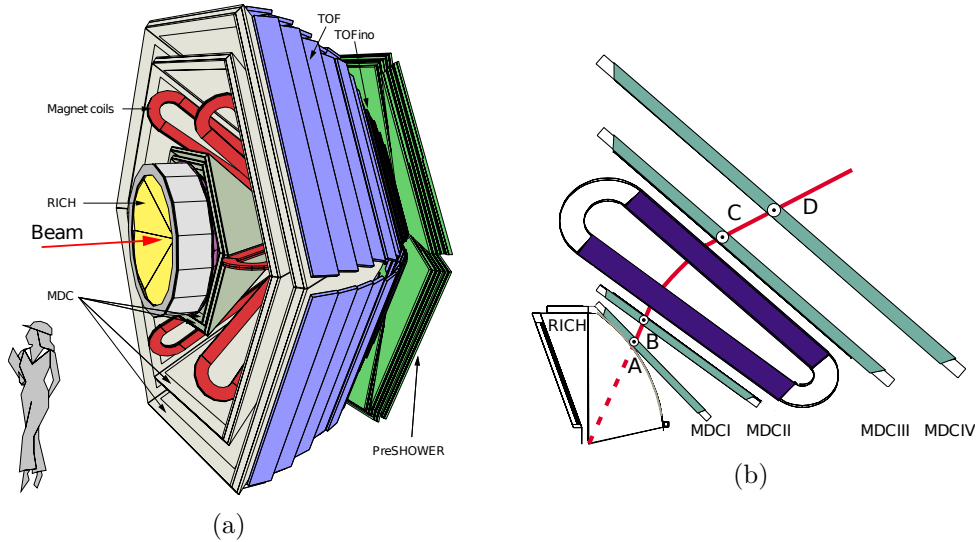 TOF
TOFino
Magnet coils
RICH
Beam
MDC
PreSHOWER
(a)
C
D
RICH
B
A
MDCI
MDCII
MDCIII
MDCIV
(b)